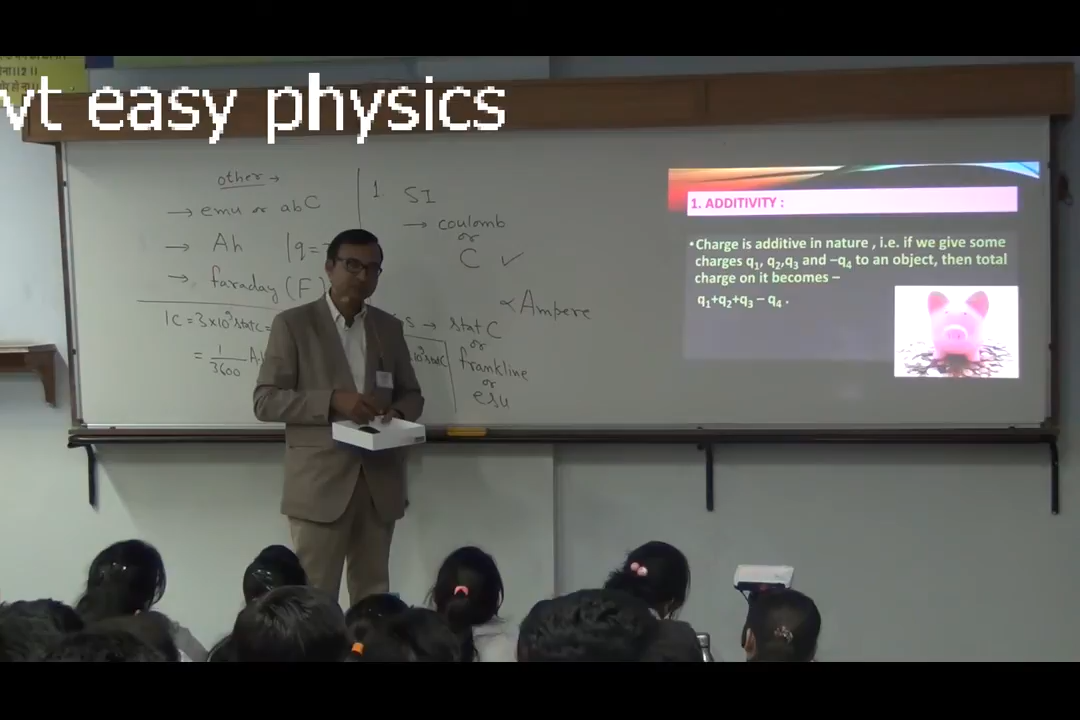 vt easy physics
other →
→ emu or abC
→ Ah |q=
→ faraday (F)
1C = 3×10⁹ statC =
= 1/3600 Ah
1. SI
→ coulomb
or
C ✓
∝ Ampere
s → stat C
or
frankline
or
esu
1. ADDITIVITY :
•Charge is additive in nature , i.e. if we give some
charges q₁, q₂,q₃ and –q₄ to an object, then total
charge on it becomes –
q₁+q₂+q₃ – q₄ .